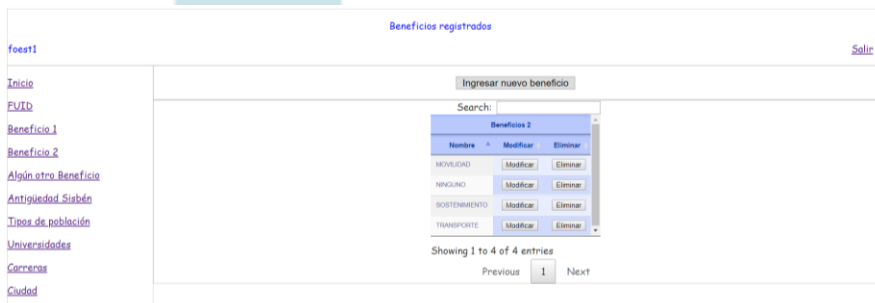 Beneficios registrados
foest1
Salir
Inicio
FUID
Beneficio 1
Beneficio 2
Algún otro Beneficio
Antigüedad Sisbén
Tipos de población
Universidades
Carreras
Ciudad
Ingresar nuevo beneficio
Search:
Beneficios 2
Nombre Modificar Eliminar
MOVILIDAD Modificar Eliminar
NINGUNO Modificar Eliminar
SOSTENIMIENTO Modificar Eliminar
TRANSPORTE Modificar Eliminar
Showing 1 to 4 of 4 entries
Previous 1 Next